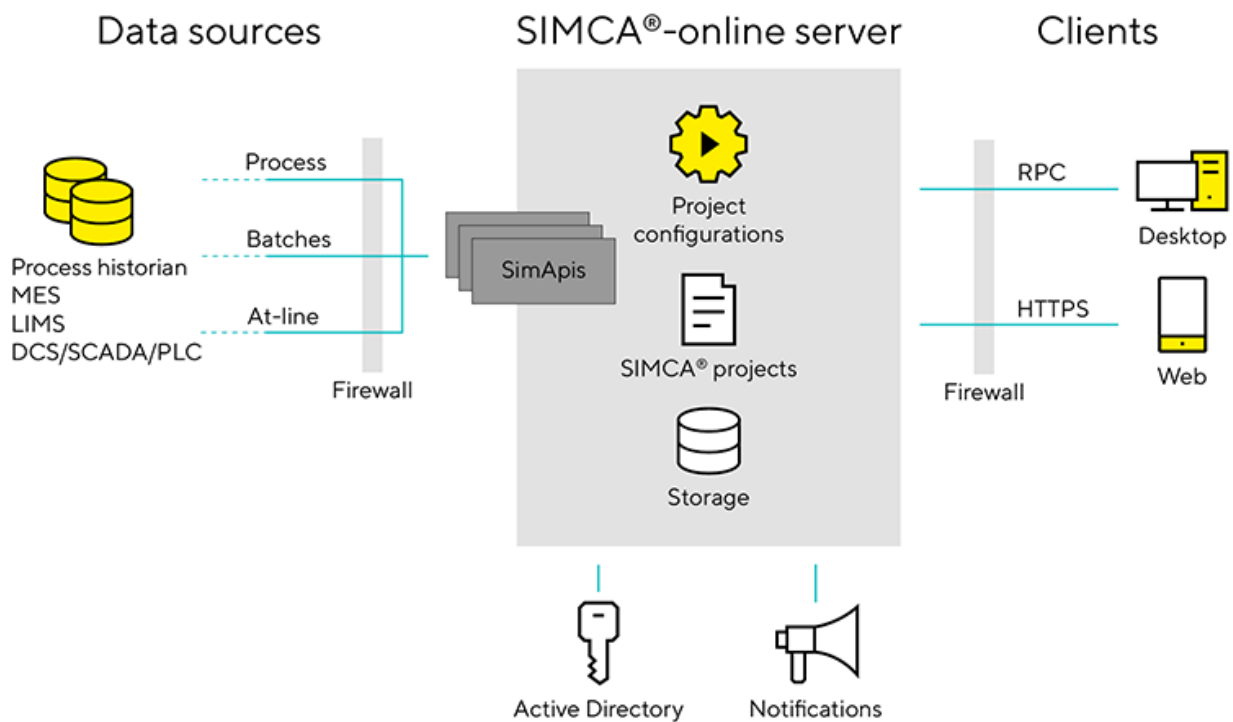 Data sources
SIMCA®-online server
Clients
Process
Batches
At-line
Process historian
MES
LIMS
DCS/SCADA/PLC
Firewall
SimApis
Project
configurations
SIMCA® projects
Storage
RPC
HTTPS
Firewall
Desktop
Web
Active Directory
Notifications